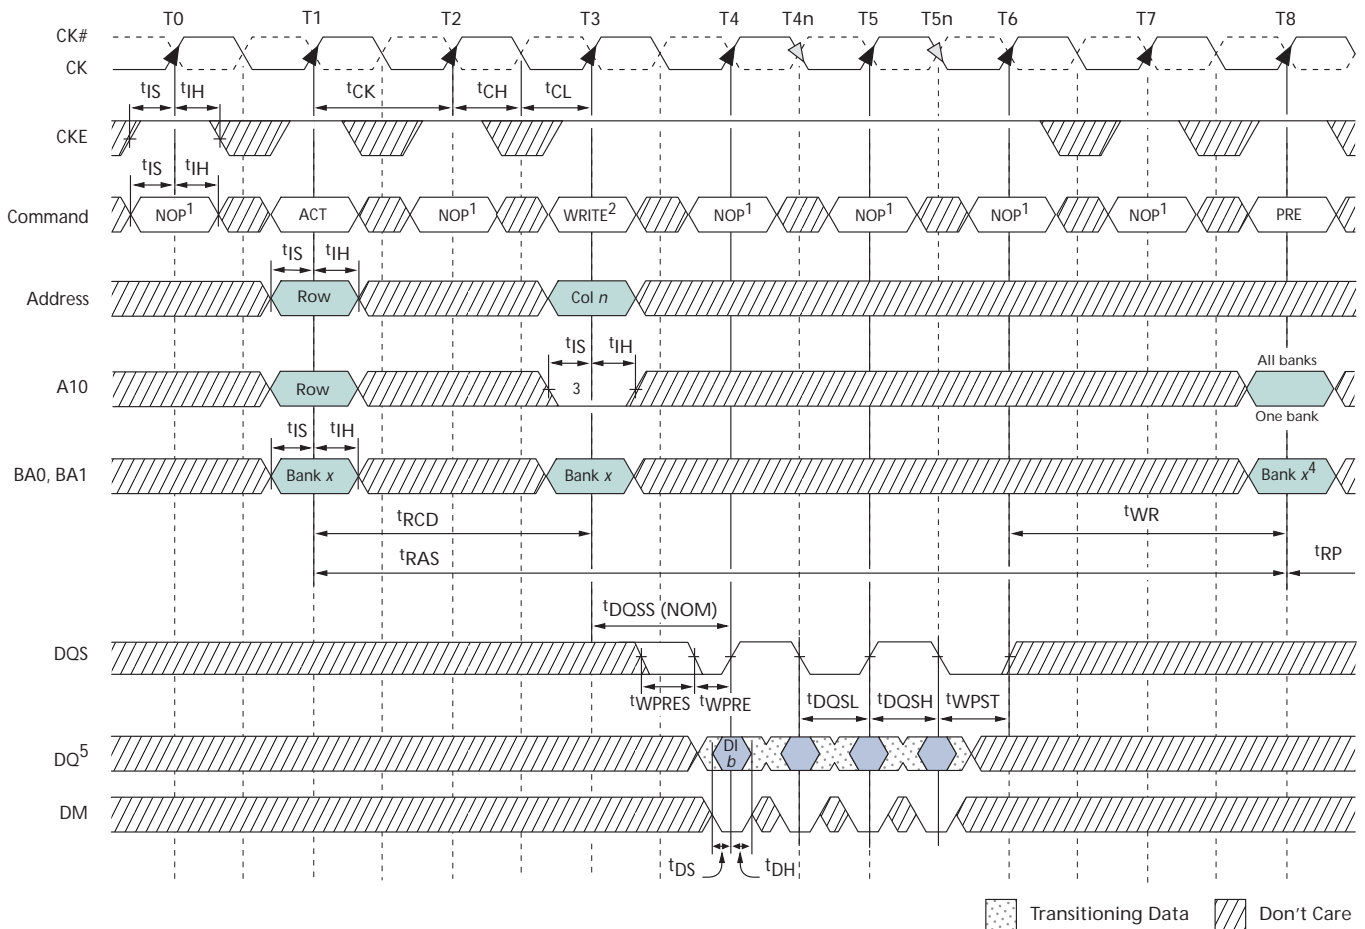 T0 T1 T2 T3 T4 T4n T5 T5n T6 T7 T8
CK#
CK
tIS tIH tCK tCH tCL
CKE
tIS tIH
Command NOP1 ACT NOP1 WRITE2 NOP1 NOP1 NOP1 NOP1 PRE
tIS tIH
Address Row Col n
tIS tIH
All banks
A10 Row 3
One bank
tIS tIH
BA0, BA1 Bank x Bank x Bank x4
tRCD tWR
tRAS tRP
tDQSS (NOM)
DQS
tWPRES tWPRE tDQSL tDQSH tWPST
DQ5 DI
b
DM
tDS tDH
Transitioning Data Don't Care